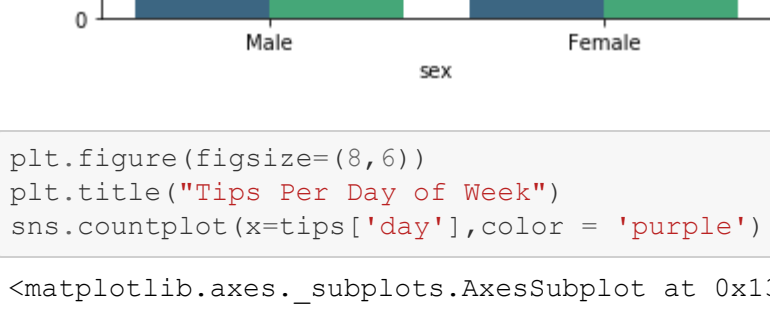 0
Male Female
sex
plt.figure(figsize=(8,6))
plt.title("Tips Per Day of Week")
sns.countplot(x=tips['day'],color = 'purple')
<matplotlib.axes._subplots.AxesSubplot at